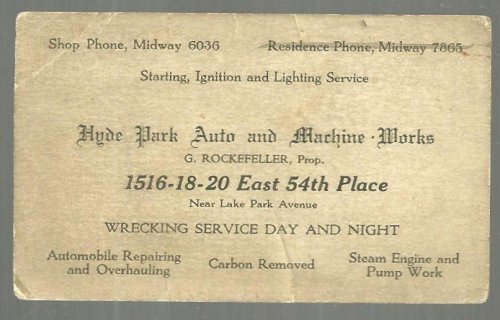 Shop Phone, Midway 6036
Residence Phone, Midway 7865
Starting, Ignition and Lighting Service
Hyde Park Auto and Machine Works
G. ROCKEFELLER, Prop.
1516-18-20 East 54th Place
Near Lake Park Avenue
WRECKING SERVICE DAY AND NIGHT
Automobile Repairing
and Overhauling
Carbon Removed
Steam Engine and
Pump Work